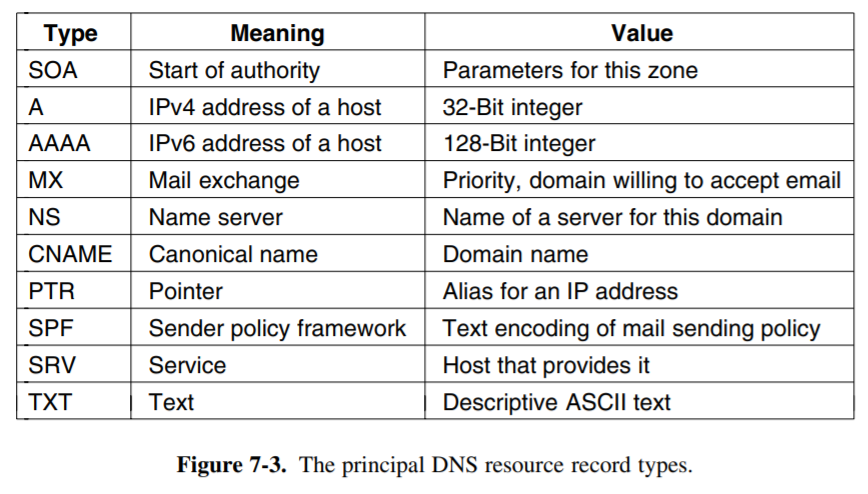 Type Meaning Value
SOA Start of authority Parameters for this zone
A IPv4 address of a host 32-Bit integer
AAAA IPv6 address of a host 128-Bit integer
MX Mail exchange Priority, domain willing to accept email
NS Name server Name of a server for this domain
CNAME Canonical name Domain name
PTR Pointer Alias for an IP address
SPF Sender policy framework Text encoding of mail sending policy
SRV Service Host that provides it
TXT Text Descriptive ASCII text
Figure 7-3. The principal DNS resource record types.